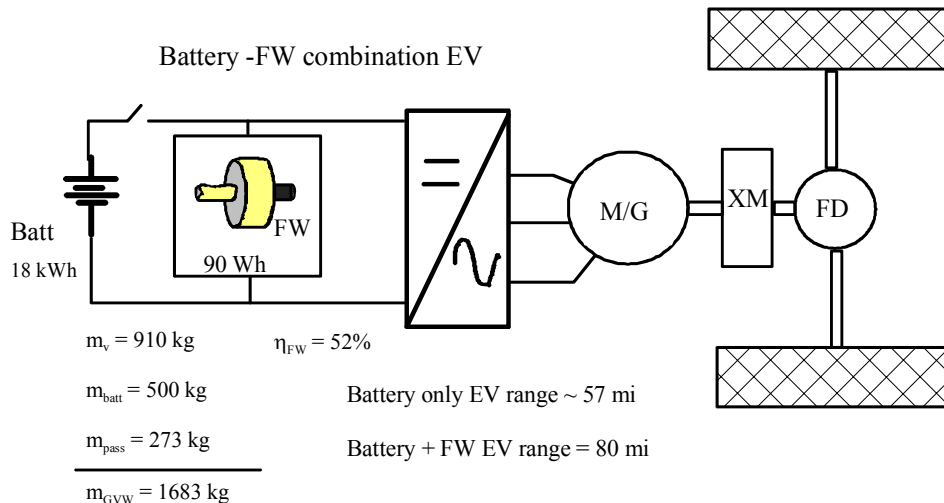 Battery -FW combination EV
Batt
18 kWh
FW
90 Wh
M/G
XM
FD
m_v = 910 kg
η_FW = 52%
m_batt = 500 kg
Battery only EV range ~ 57 mi
m_pass = 273 kg
Battery + FW EV range = 80 mi
m_GVW = 1683 kg